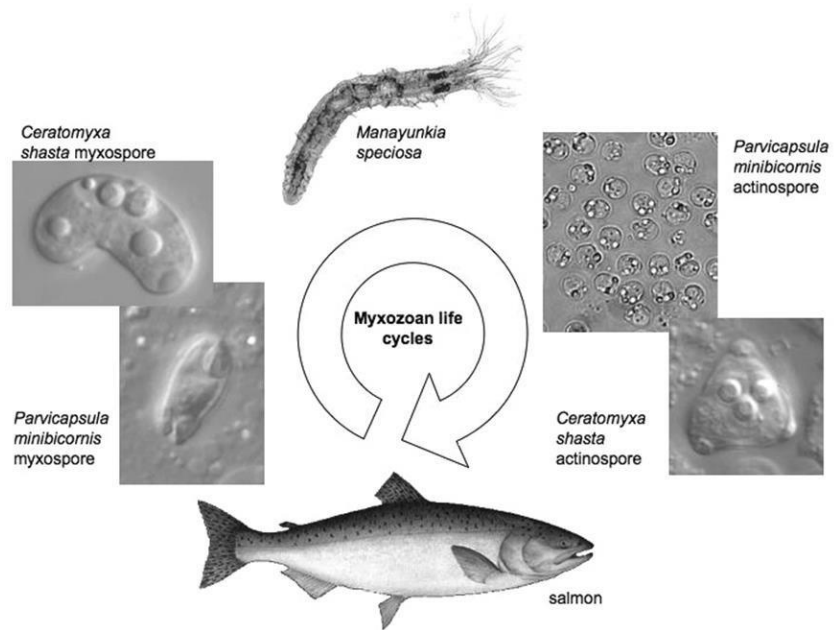 Ceratomyxa
shasta myxospore
Manayunkia
speciosa
Parvicapsula
minibicornis
actinospore
Myxozoan life
cycles
Parvicapsula
minibicornis
myxospore
Ceratomyxa
shasta
actinospore
salmon